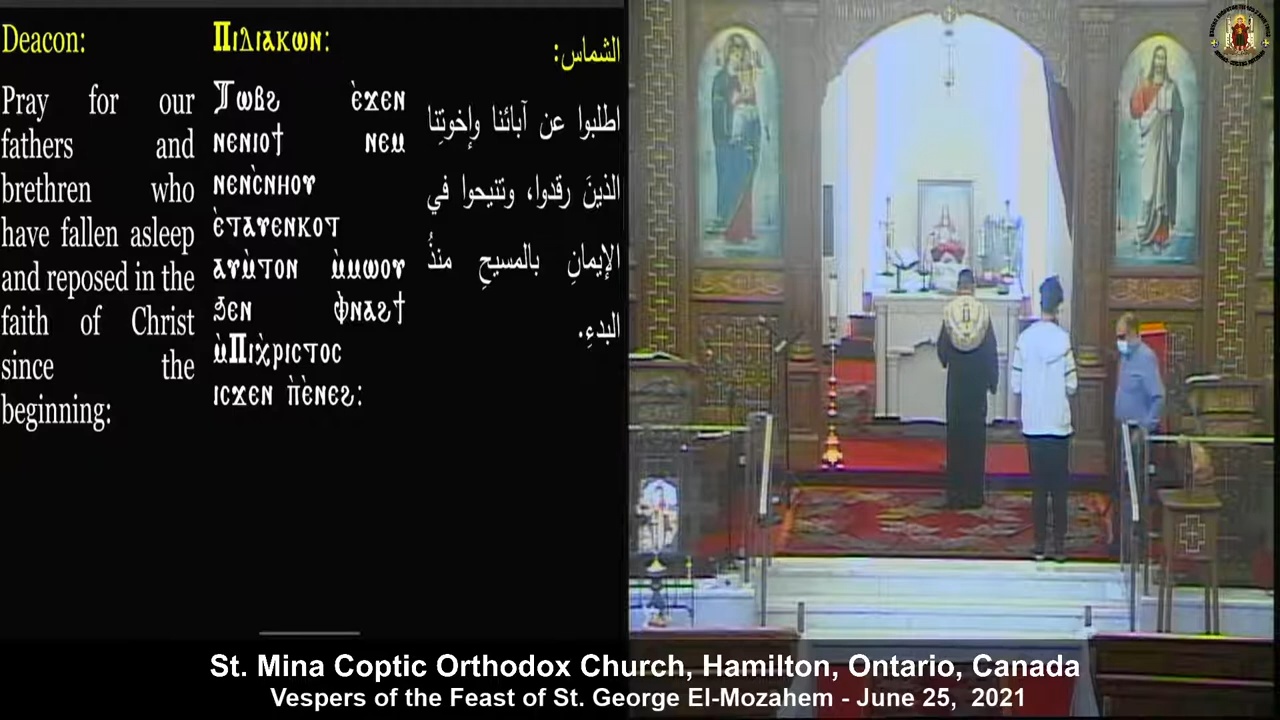 Deacon:
Pray for our
fathers and
brethren who
have fallen asleep
and reposed in the
faith of Christ
since the
beginning:
Ⲡⲓⲇⲓⲁⲕⲱⲛ:
Ⲧⲱⲃϩ ⲉ̀ϫⲉⲛ
ⲛⲉⲛⲓⲟϯ ⲛⲉⲙ
ⲛⲉⲛⲥ̀ⲛⲏⲟⲩ
ⲉ̀ⲧⲁⲩⲉⲛⲕⲟⲧ
ⲁⲩⲙ̀ⲧⲟⲛ ⲙ̀ⲙⲱⲟⲩ
ϧⲉⲛ ⲫ̀ⲛⲁϩϯ
ⲙ̀Ⲡⲓⲭ̀ⲣⲓⲥⲧⲟⲥ
ⲓⲥϫⲉⲛ ⲡ̀ⲉ̀ⲛⲉϩ:
الشماس:
اطلبوا عن آبائنا وإخوتِنا
الذينَ رقدوا، وتنيحوا في
الإيمانِ بالمسيحِ منذُ
البدءِ.
St. Mina Coptic Orthodox Church, Hamilton, Ontario, Canada
Vespers of the Feast of St. George El-Mozahem - June 25, 2021